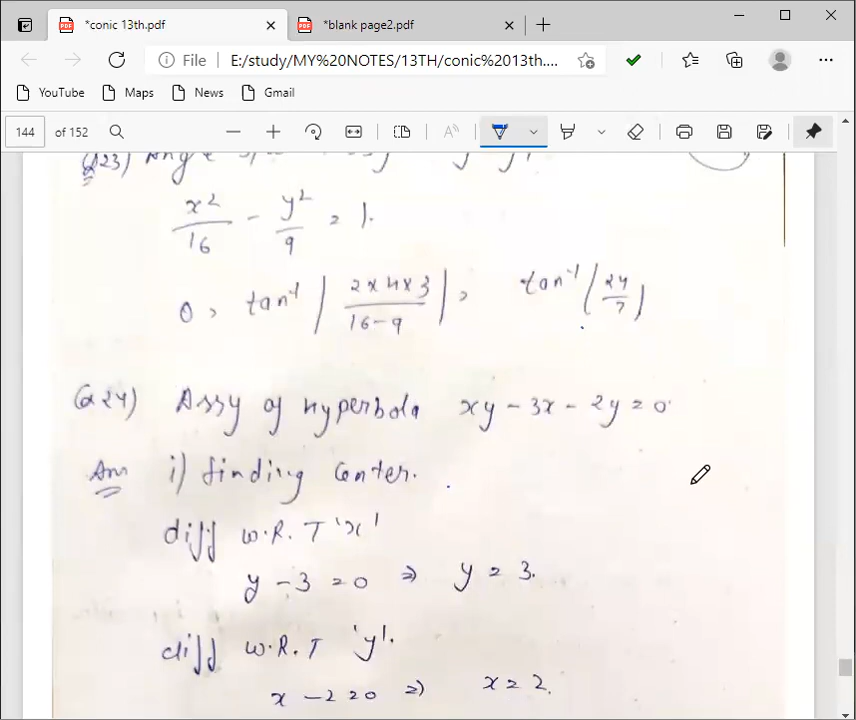 *conic 13th.pdf
*blank page2.pdf
File E:/study/MY%20NOTES/13TH/conic%2013th....
YouTube Maps News Gmail
144 of 152
Q23)
x²/16 - y²/9 = 1.
θ = tan⁻¹ | 2×4×3 / 16-9 | = tan⁻¹ (24/7)
Q24) Assy of hyperbola xy - 3x - 2y = 0
Ans i) finding Center.
diff W.R.T 'x'
y - 3 = 0 ⇒ y = 3.
diff W.R.T 'y'.
x - 2 = 0 ⇒ x = 2.